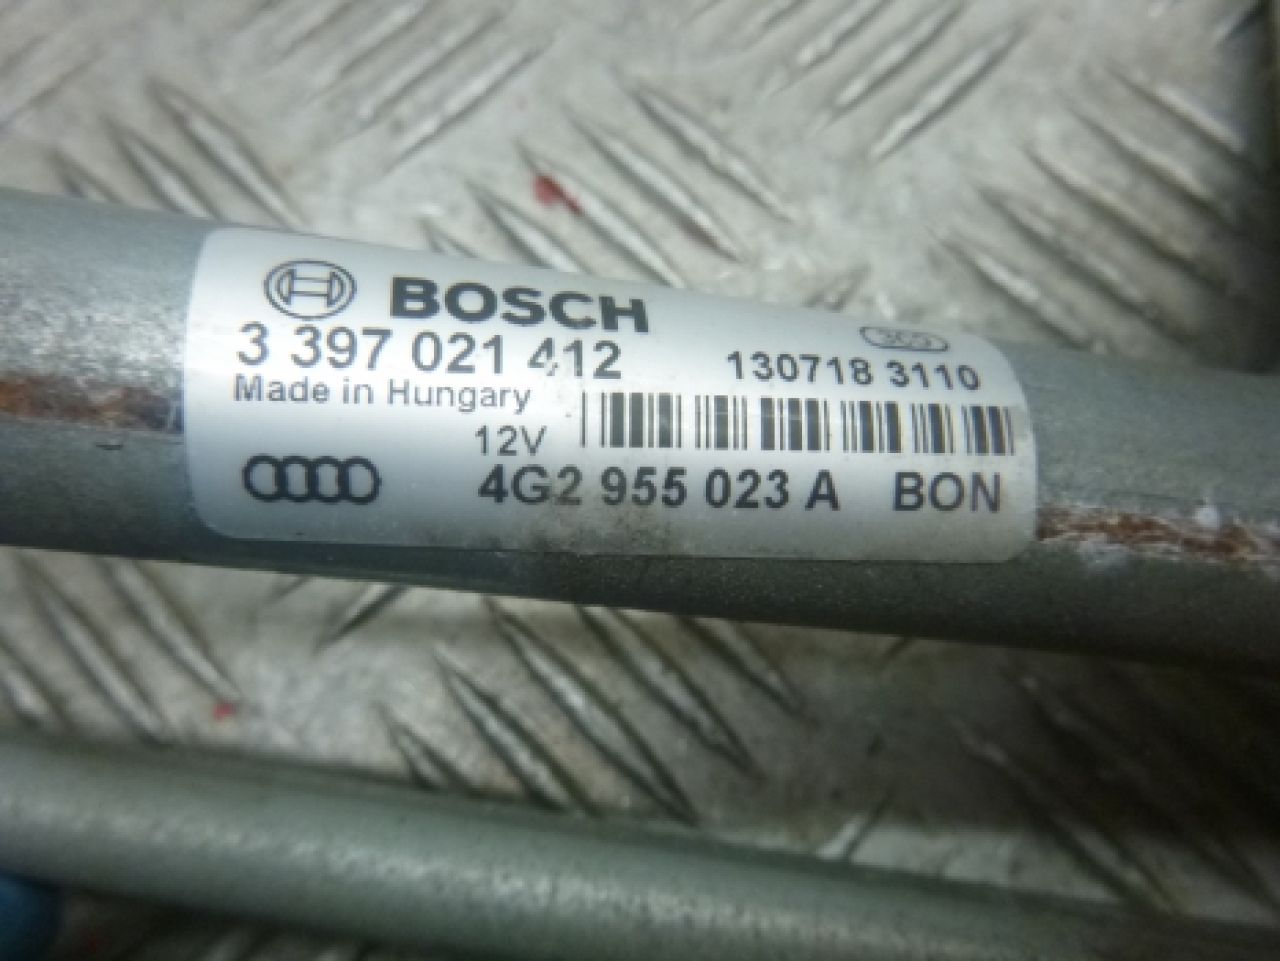 BOSCH
3 397 021 412 130718 3110
Made in Hungary
12V
4G2 955 023 A BON